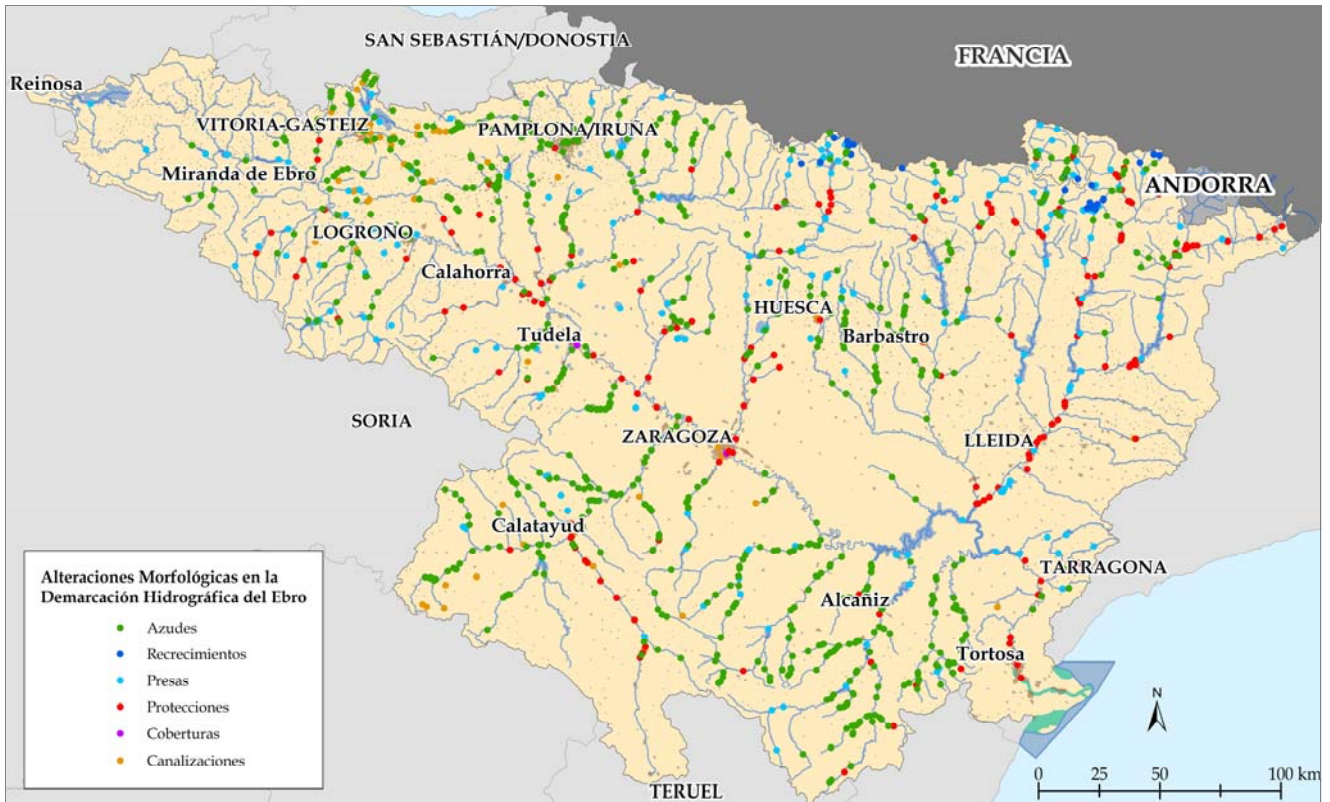 SAN SEBASTIÁN/DONOSTIA
FRANCIA
Reinosa
VITORIA-GASTEIZ
PAMPLONA/IRUÑA
Miranda de Ebro
ANDORRA
LOGROÑO
Calahorra
HUESCA
Tudela
Barbastro
SORIA
ZARAGOZA
LLEIDA
Calatayud
TARRAGONA
Alcañiz
Tortosa
TERUEL
Alteraciones Morfológicas en la
Demarcación Hidrográfica del Ebro
Azudes
Recrecimientos
Presas
Protecciones
Coberturas
Canalizaciones
N
0 25 50 100 km